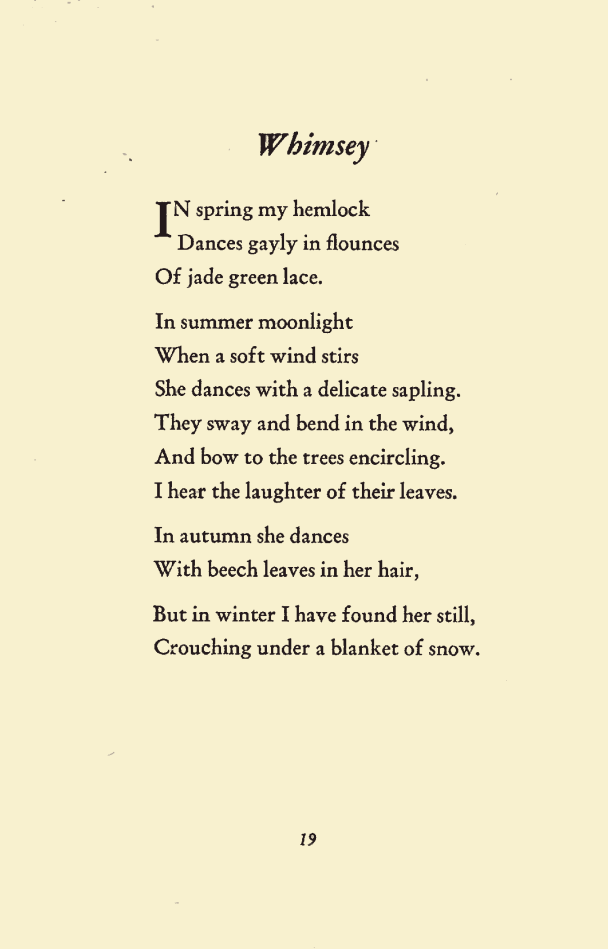 Whimsey
IN spring my hemlock
Dances gayly in flounces
Of jade green lace.
In summer moonlight
When a soft wind stirs
She dances with a delicate sapling.
They sway and bend in the wind,
And bow to the trees encircling.
I hear the laughter of their leaves.
In autumn she dances
With beech leaves in her hair,
But in winter I have found her still,
Crouching under a blanket of snow.
19